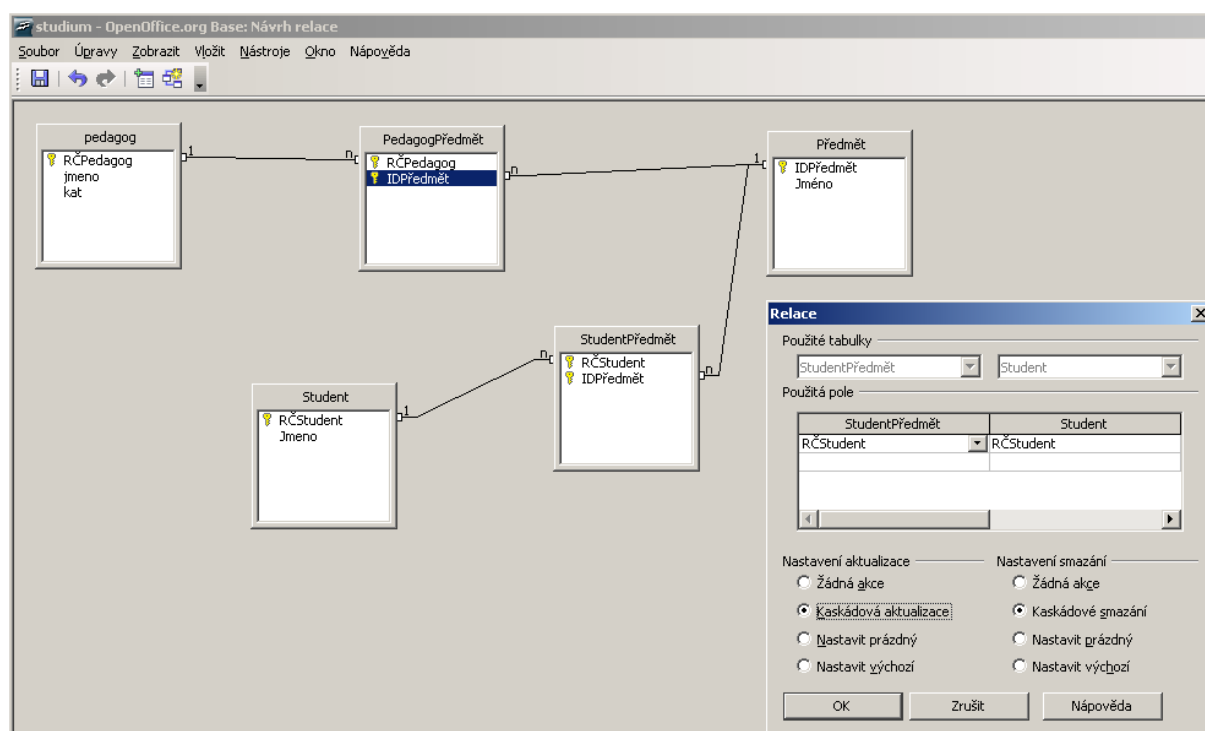 studium - OpenOffice.org Base: Návrh relace
Soubor Úpravy Zobrazit Vložit Nástroje Okno Nápověda
pedagog
RČPedagog
jmeno
kat
1
n
PedagogPředmět
RČPedagog
IDPředmět
n
1
Předmět
IDPředmět
Jméno
Student
RČStudent
Jmeno
1
n
StudentPředmět
RČStudent
IDPředmět
n
Relace
Použité tabulky
StudentPředmět Student
Použitá pole
StudentPředmět Student
RČStudent RČStudent
Nastavení aktualizace Nastavení smazání
Žádná akce Žádná akce
Kaskádová aktualizace Kaskádové smazání
Nastavit prázdný Nastavit prázdný
Nastavit výchozí Nastavit výchozí
OK Zrušit Nápověda